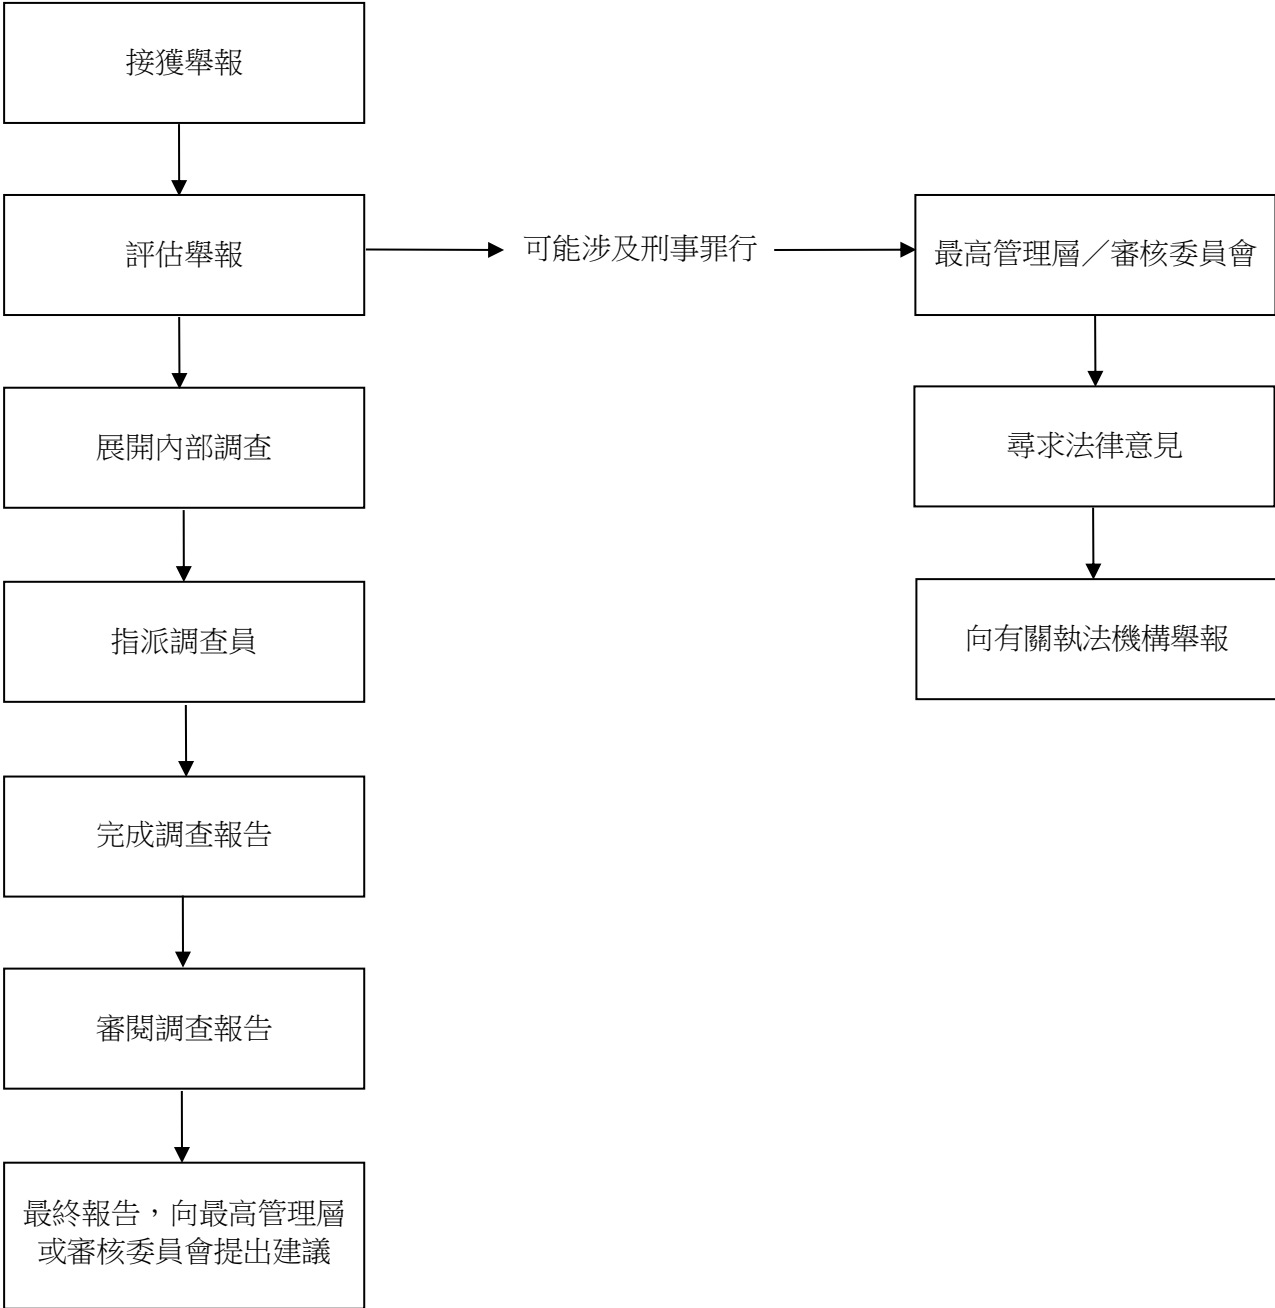 接獲舉報
評估舉報
可能涉及刑事罪行
最高管理層／審核委員會
展開內部調查
尋求法律意見
指派調查員
向有關執法機構舉報
完成調查報告
審閱調查報告
最終報告，向最高管理層
或審核委員會提出建議